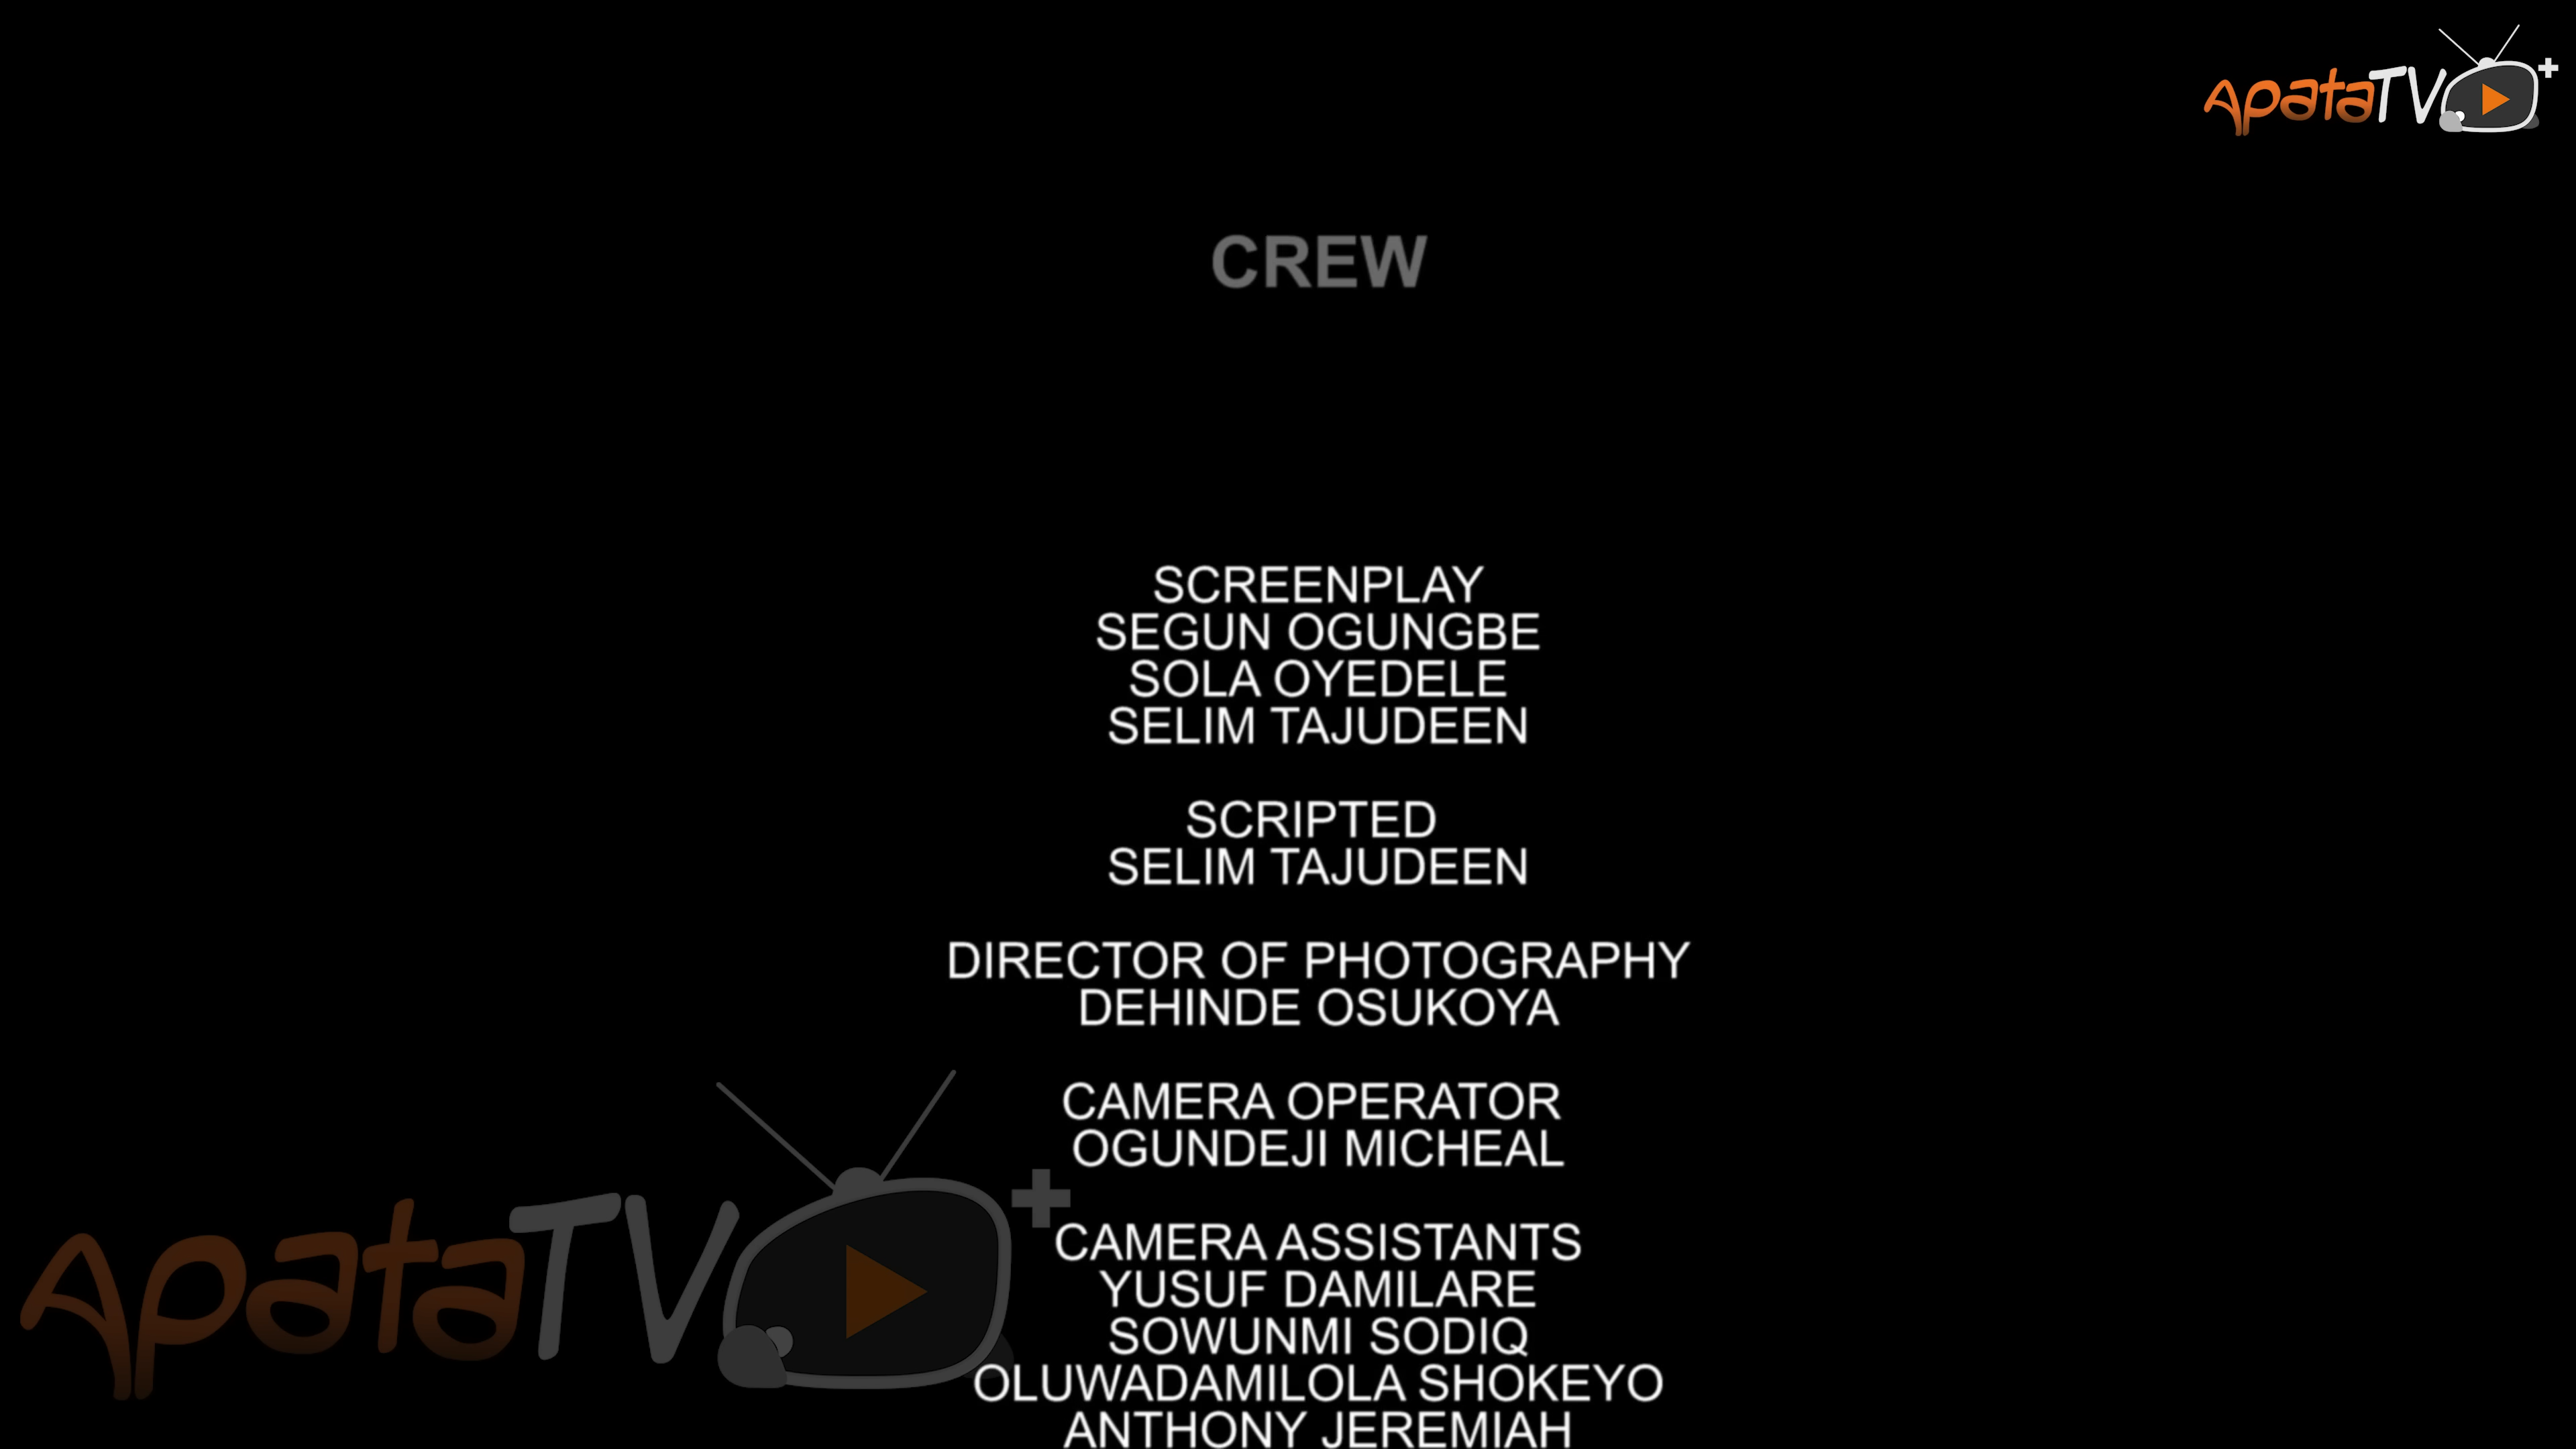 ApataTV+
CREW
SCREENPLAY
SEGUN OGUNGBE
SOLA OYEDELE
SELIM TAJUDEEN
SCRIPTED
SELIM TAJUDEEN
DIRECTOR OF PHOTOGRAPHY
DEHINDE OSUKOYA
CAMERA OPERATOR
OGUNDEJI MICHEAL
CAMERA ASSISTANTS
YUSUF DAMILARE
SOWUNMI SODIQ
OLUWADAMILOLA SHOKEYO
ANTHONY JEREMIAH
ApataTV+